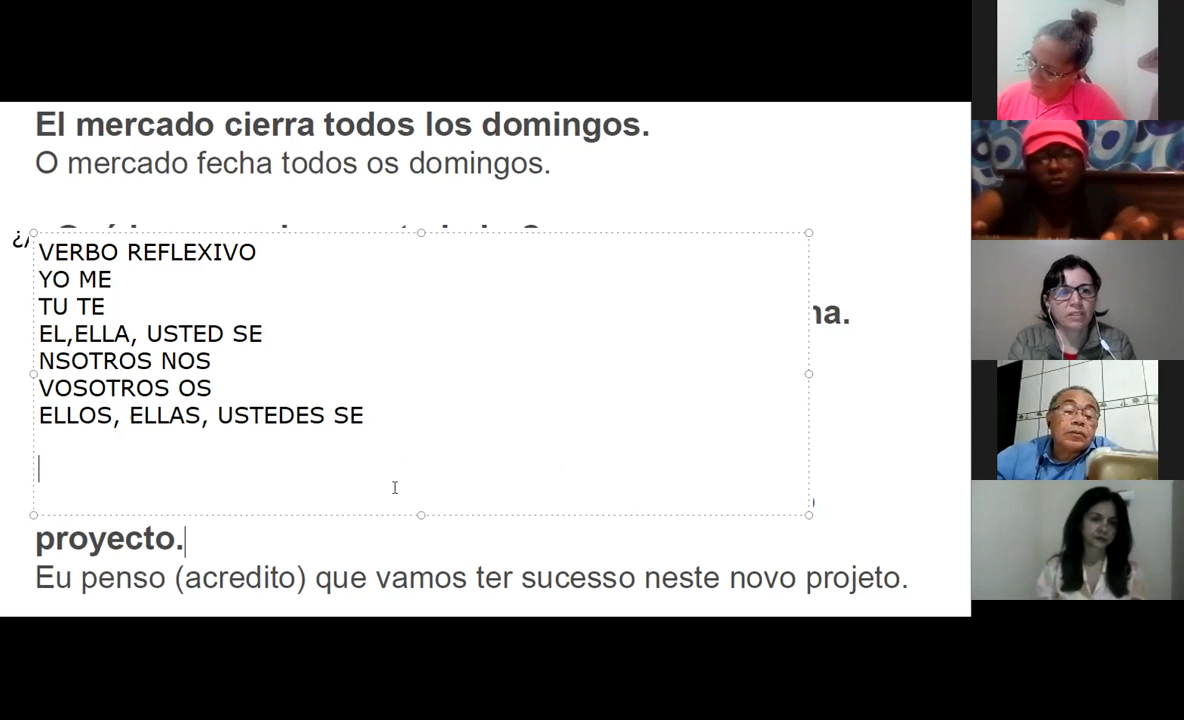 El mercado cierra todos los domingos.
O mercado fecha todos os domingos.
VERBO REFLEXIVO
YO ME
TU TE
EL,ELLA, USTED SE
NSOTROS NOS
VOSOTROS OS
ELLOS, ELLAS, USTEDES SE
proyecto.
Eu penso (acredito) que vamos ter sucesso neste novo projeto.